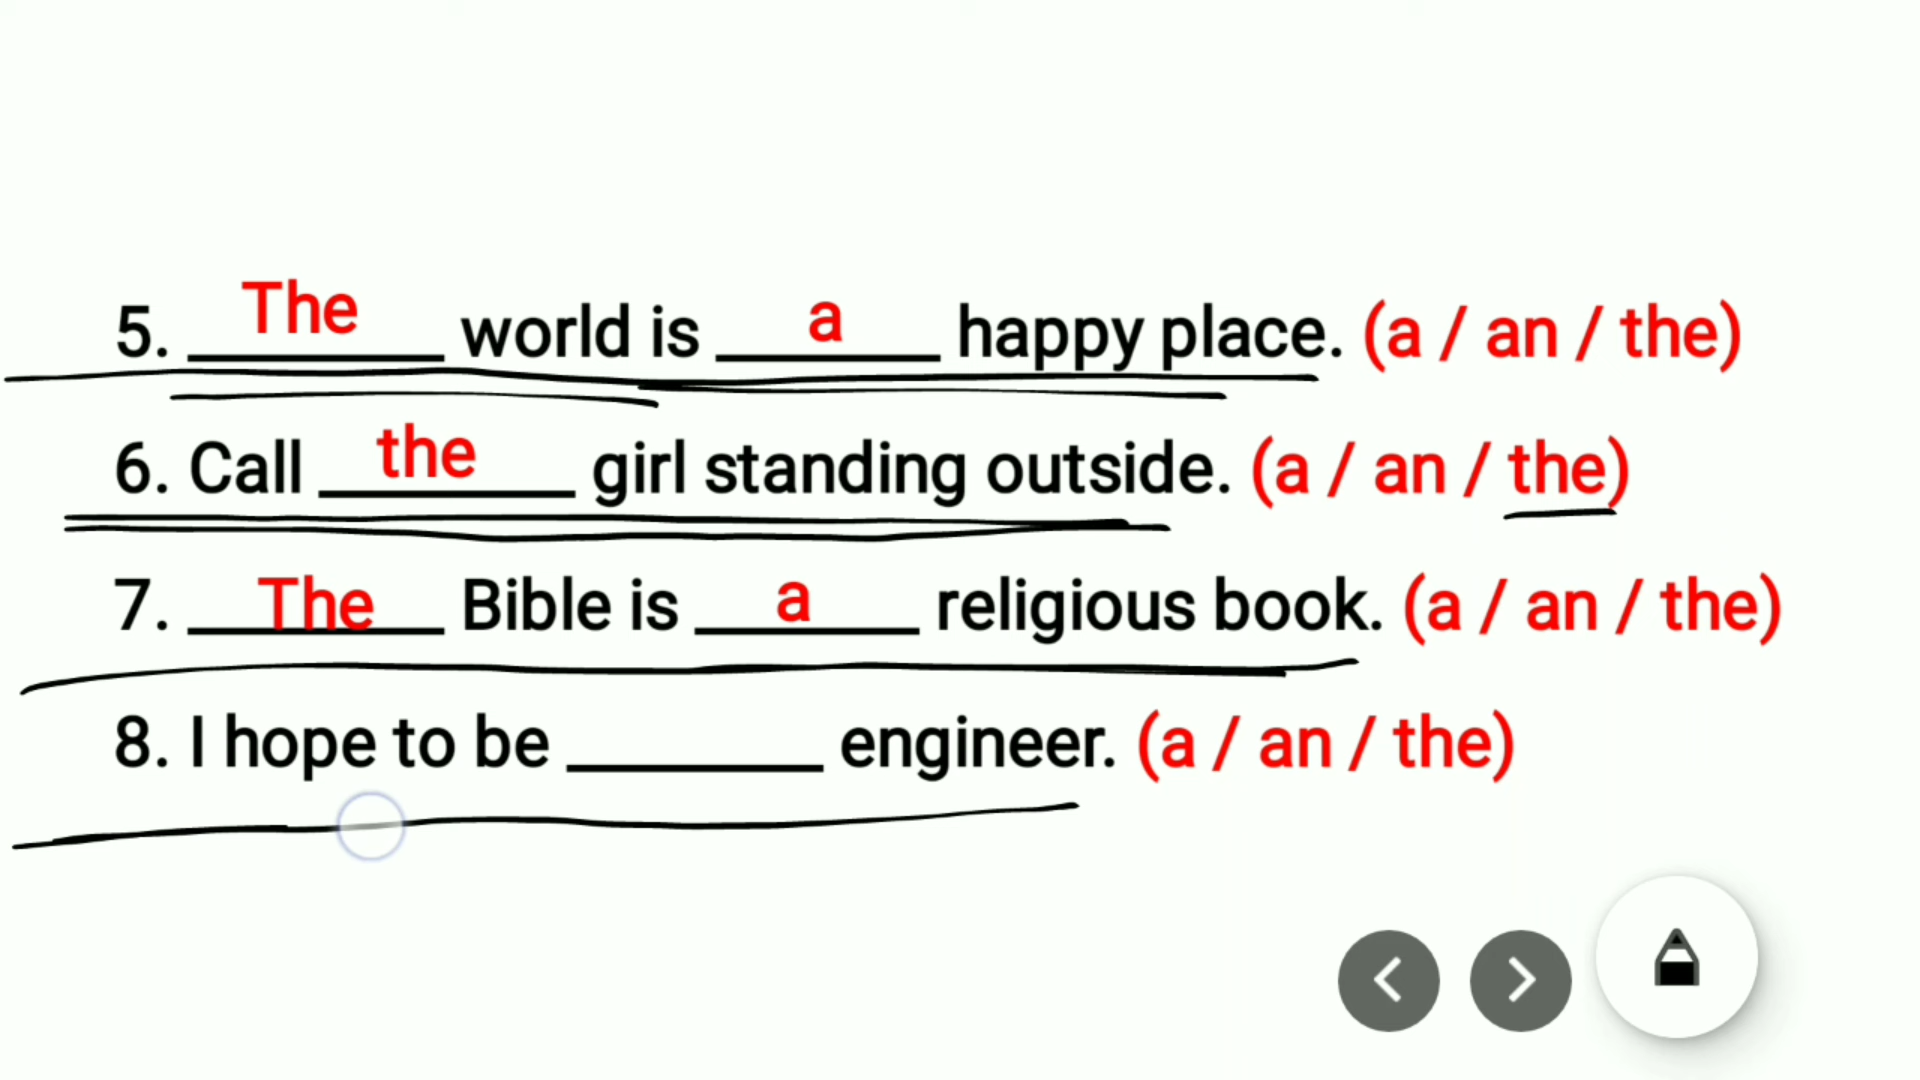 5. The world is a happy place. (a / an / the)
6. Call the girl standing outside. (a / an / the)
7. The Bible is a religious book. (a / an / the)
8. I hope to be ________ engineer. (a / an / the)